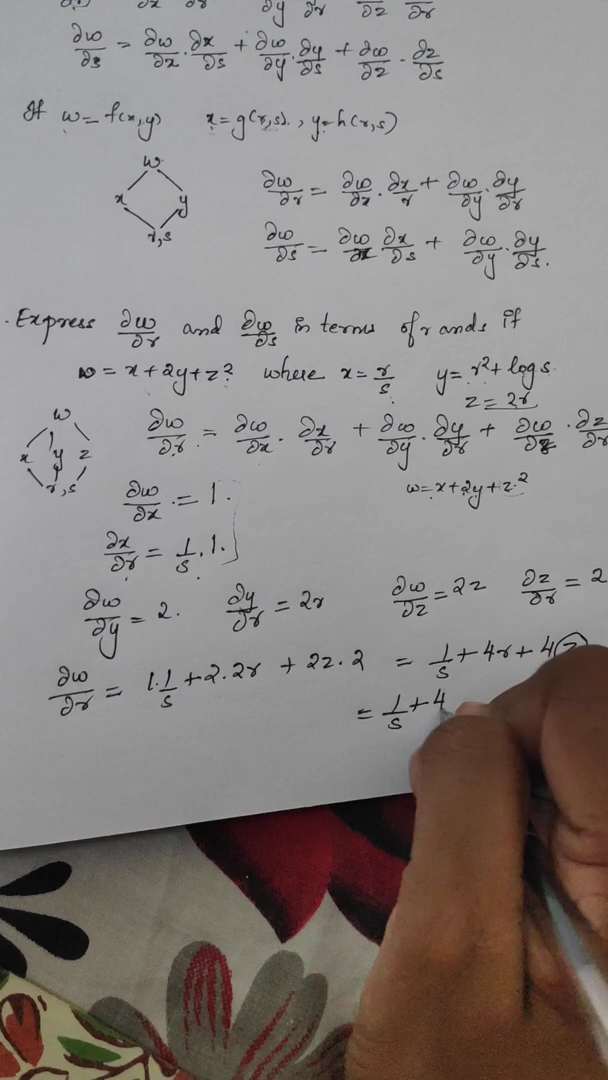 ∂y ∂r ∂z ∂r
∂w/∂s = ∂w/∂x · ∂x/∂s + ∂w/∂y · ∂y/∂s + ∂w/∂z · ∂z/∂s
If w = f(x,y) x = g(r,s), y = h(r,s)
w
x y
r,s
∂w/∂r = ∂w/∂x · ∂x/r + ∂w/∂y · ∂y/∂r
∂w/∂s = ∂w/∂x ∂x/∂s + ∂w/∂y · ∂y/∂s.
Express ∂w/∂r and ∂w/∂s in terms of r and s if
w = x + 2y + z² where x = r/s y = r² + log s
z = 2r
w
x y z
r,s
∂w/∂r = ∂w/∂x · ∂x/∂r + ∂w/∂y · ∂y/∂r + ∂w/∂z · ∂z/∂r
∂w/∂x = 1. w = x + 2y + z²
∂x/∂r = 1/s · 1.
∂w/∂y = 2. ∂y/∂r = 2r ∂w/∂z = 2z ∂z/∂r = 2
∂w/∂r = 1·1/s + 2·2r + 2z·2 = 1/s + 4r + 4z
= 1/s + 4